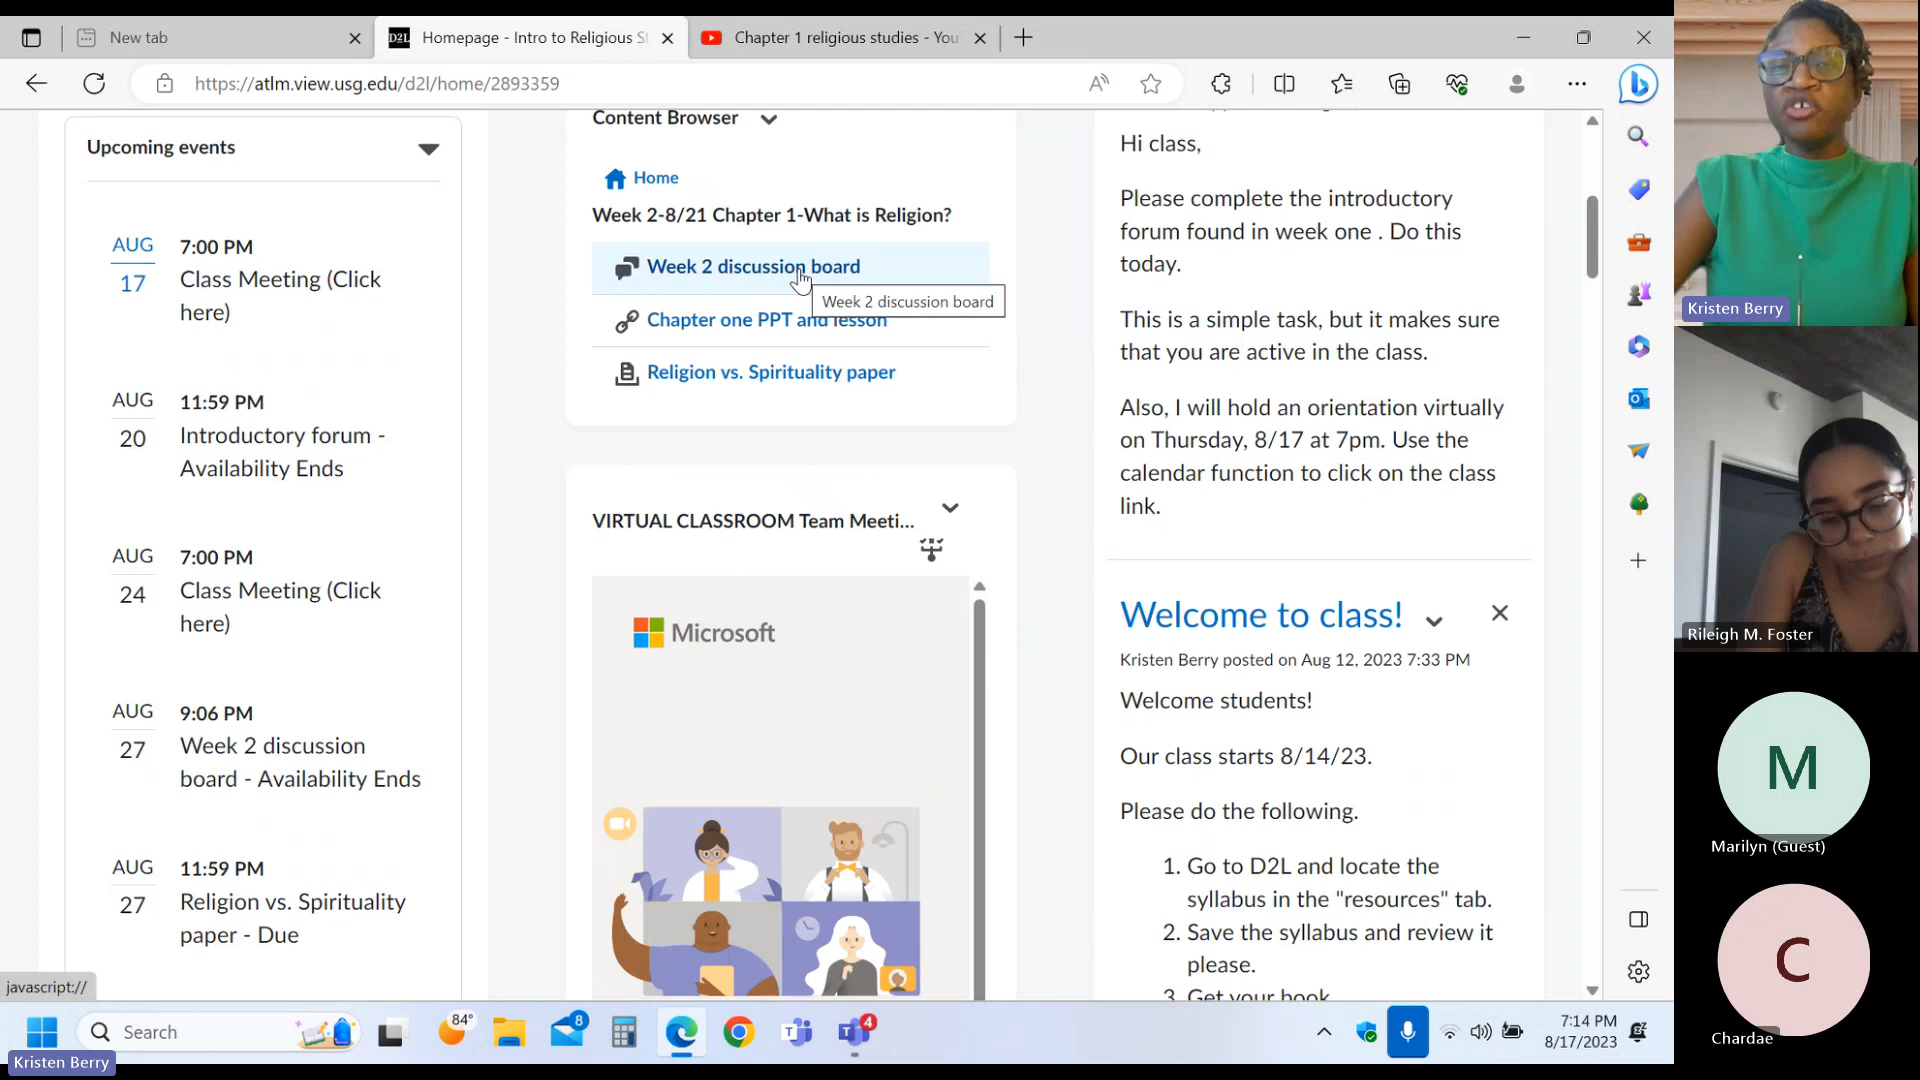 New tab
D2L
Homepage - Intro to Religious St
Chapter 1 religious studies - You
https://atlm.view.usg.edu/d2l/home/2893359
Upcoming events
AUG
17
7:00 PM
Class Meeting (Click
here)
AUG
20
11:59 PM
Introductory forum -
Availability Ends
AUG
24
7:00 PM
Class Meeting (Click
here)
AUG
27
9:06 PM
Week 2 discussion
board - Availability Ends
AUG
27
11:59 PM
Religion vs. Spirituality
paper - Due
javascript://
Content Browser
Home
Week 2-8/21 Chapter 1-What is Religion?
Week 2 discussion board
Week 2 discussion board
Chapter one PPT and lesson
Religion vs. Spirituality paper
VIRTUAL CLASSROOM Team Meeti...
Microsoft
Hi class,
Please complete the introductory
forum found in week one . Do this
today.
This is a simple task, but it makes sure
that you are active in the class.
Also, I will hold an orientation virtually
on Thursday, 8/17 at 7pm. Use the
calendar function to click on the class
link.
Welcome to class!
Kristen Berry posted on Aug 12, 2023 7:33 PM
Welcome students!
Our class starts 8/14/23.
Please do the following.
1. Go to D2L and locate the
syllabus in the "resources" tab.
2. Save the syllabus and review it
please.
3. Get your book
Kristen Berry
Rileigh M. Foster
M
Marilyn (Guest)
C
Chardae
Search
84°
8
4
7:14 PM
8/17/2023
Kristen Berry